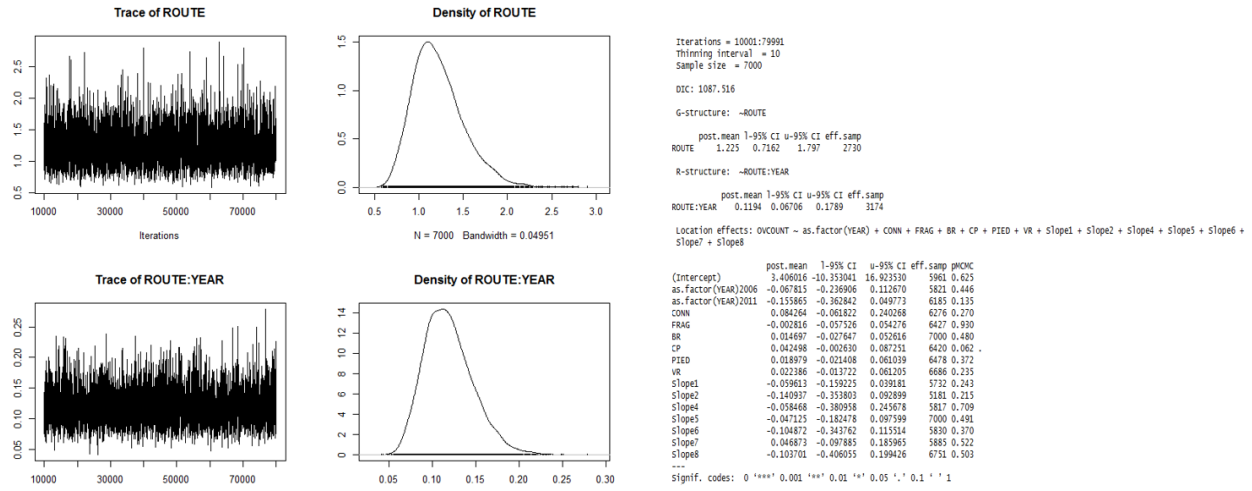 Trace of ROUTE
0.5 1.0 1.5 2.0 2.5
10000 30000 50000 70000
Iterations
Density of ROUTE
0.0 0.5 1.0 1.5
0.5 1.0 1.5 2.0 2.5 3.0
N = 7000 Bandwidth = 0.04951
Trace of ROUTE:YEAR
0.05 0.10 0.15 0.20 0.25
10000 30000 50000 70000
Density of ROUTE:YEAR
0 2 4 6 8 10 12 14
0.05 0.10 0.15 0.20 0.25 0.30
Iterations = 10001:79991
Thinning interval = 10
Sample size = 7000
DIC: 1087.516
G-structure: ~ROUTE
post.mean l-95% CI u-95% CI eff.samp
ROUTE 1.225 0.7162 1.797 2730
R-structure: ~ROUTE:YEAR
post.mean l-95% CI u-95% CI eff.samp
ROUTE:YEAR 0.1194 0.06706 0.1789 3174
Location effects: OVCOUNT ~ as.factor(YEAR) + CONN + FRAG + BR + CP + PIED + VR + Slope1 + Slope2 + Slope4 + Slope5 + Slope6 +
Slope7 + Slope8
post.mean l-95% CI u-95% CI eff.samp pMCMC
(Intercept) 3.406016 -10.353041 16.923530 5961 0.625
as.factor(YEAR)2006 -0.067815 -0.236906 0.112670 5821 0.446
as.factor(YEAR)2011 -0.155865 -0.362842 0.049773 6185 0.135
CONN 0.084264 -0.061822 0.240268 6276 0.270
FRAG -0.002816 -0.057526 0.054276 6427 0.930
BR 0.014697 -0.027647 0.052616 7000 0.480
CP 0.042498 -0.002630 0.087251 6420 0.062 .
PIED 0.018979 -0.021408 0.061039 6478 0.372
VR 0.022386 -0.013722 0.061205 6686 0.235
Slope1 -0.059613 -0.159225 0.039181 5732 0.243
Slope2 -0.140937 -0.353803 0.092899 5181 0.215
Slope4 -0.058468 -0.380958 0.245678 5817 0.709
Slope5 -0.047125 -0.182478 0.097599 7000 0.491
Slope6 -0.104872 -0.343762 0.115514 5830 0.370
Slope7 0.046873 -0.097885 0.185965 5885 0.522
Slope8 -0.103701 -0.406055 0.199426 6751 0.503
---
Signif. codes: 0 ‘***’ 0.001 ‘**’ 0.01 ‘*’ 0.05 ‘.’ 0.1 ‘ ’ 1